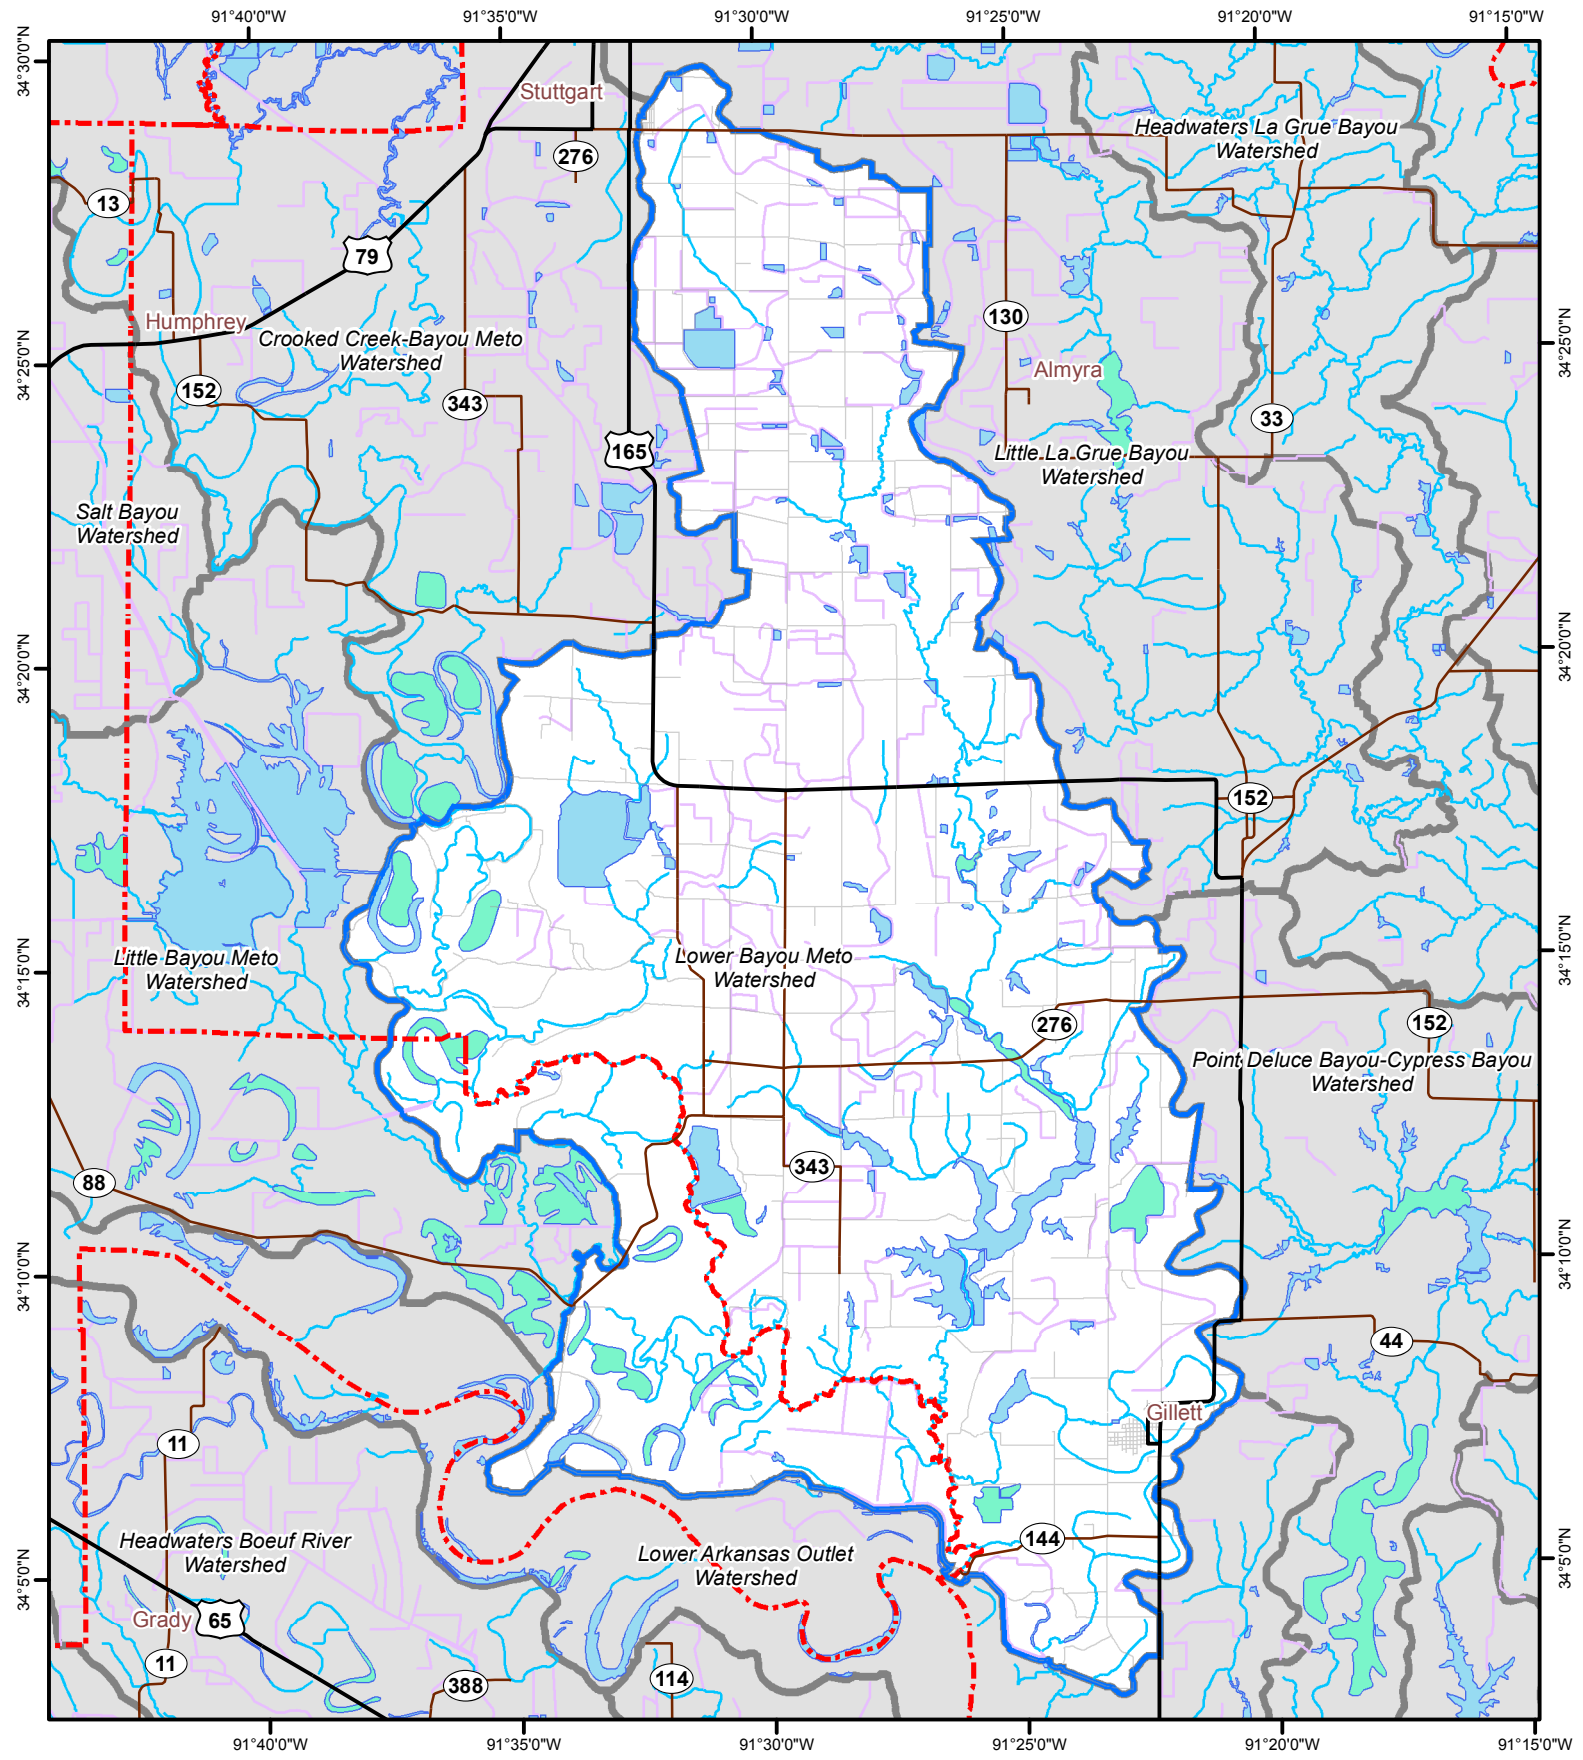 91°40'0"W
91°35'0"W
91°30'0"W
91°25'0"W
91°20'0"W
91°15'0"W
34°30'0"N
Stuttgart
Headwaters La Grue Bayou
Watershed
276
13
79
Humphrey
130
Crooked Creek-Bayou Meto
Watershed
34°25'0"N
34°25'0"N
Almyra
152
343
33
165
Little La Grue Bayou
Watershed
Salt Bayou
Watershed
34°20'0"N
34°20'0"N
152
Little Bayou Meto
Watershed
Lower Bayou Meto
Watershed
34°15'0"N
34°15'0"N
276
152
Point Deluce Bayou-Cypress Bayou
Watershed
343
88
34°10'0"N
34°10'0"N
44
Gillett
11
144
Headwaters Boeuf River
Watershed
Lower Arkansas Outlet
Watershed
34°5'0"N
34°5'0"N
Grady
65
11
388
114
91°40'0"W
91°35'0"W
91°30'0"W
91°25'0"W
91°20'0"W
91°15'0"W